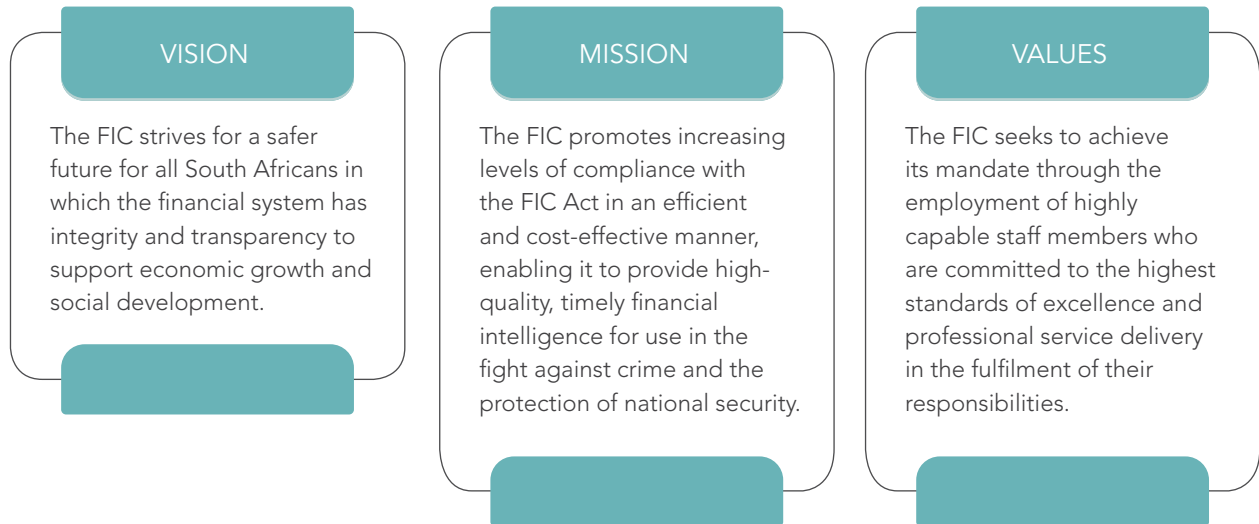 VISION
The FIC strives for a safer
future for all South Africans in
which the financial system has
integrity and transparency to
support economic growth and
social development.
MISSION
The FIC promotes increasing
levels of compliance with
the FIC Act in an efficient
and cost-effective manner,
enabling it to provide high-
quality, timely financial
intelligence for use in the
fight against crime and the
protection of national security.
VALUES
The FIC seeks to achieve
its mandate through the
employment of highly
capable staff members who
are committed to the highest
standards of excellence and
professional service delivery
in the fulfilment of their
responsibilities.